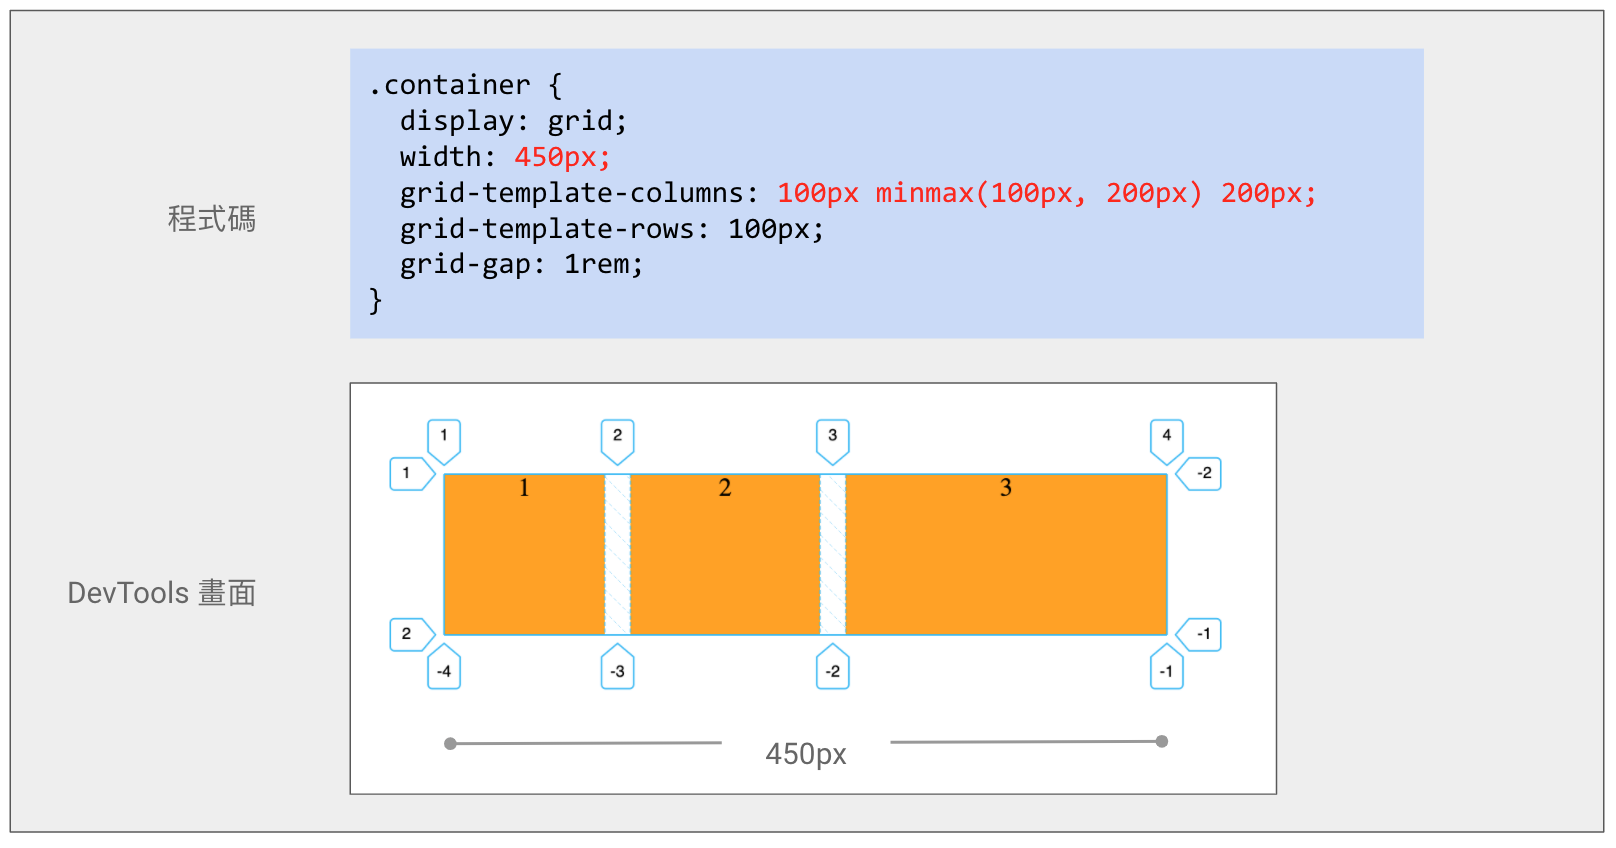 .container {
  display: grid;
  width: 450px;
  grid-template-columns: 100px minmax(100px, 200px) 200px;
  grid-template-rows: 100px;
  grid-gap: 1rem;
}
程式碼
1 2 3 4
1 -2
1 2 3
DevTools 畫面
2 -1
-4 -3 -2 -1
450px